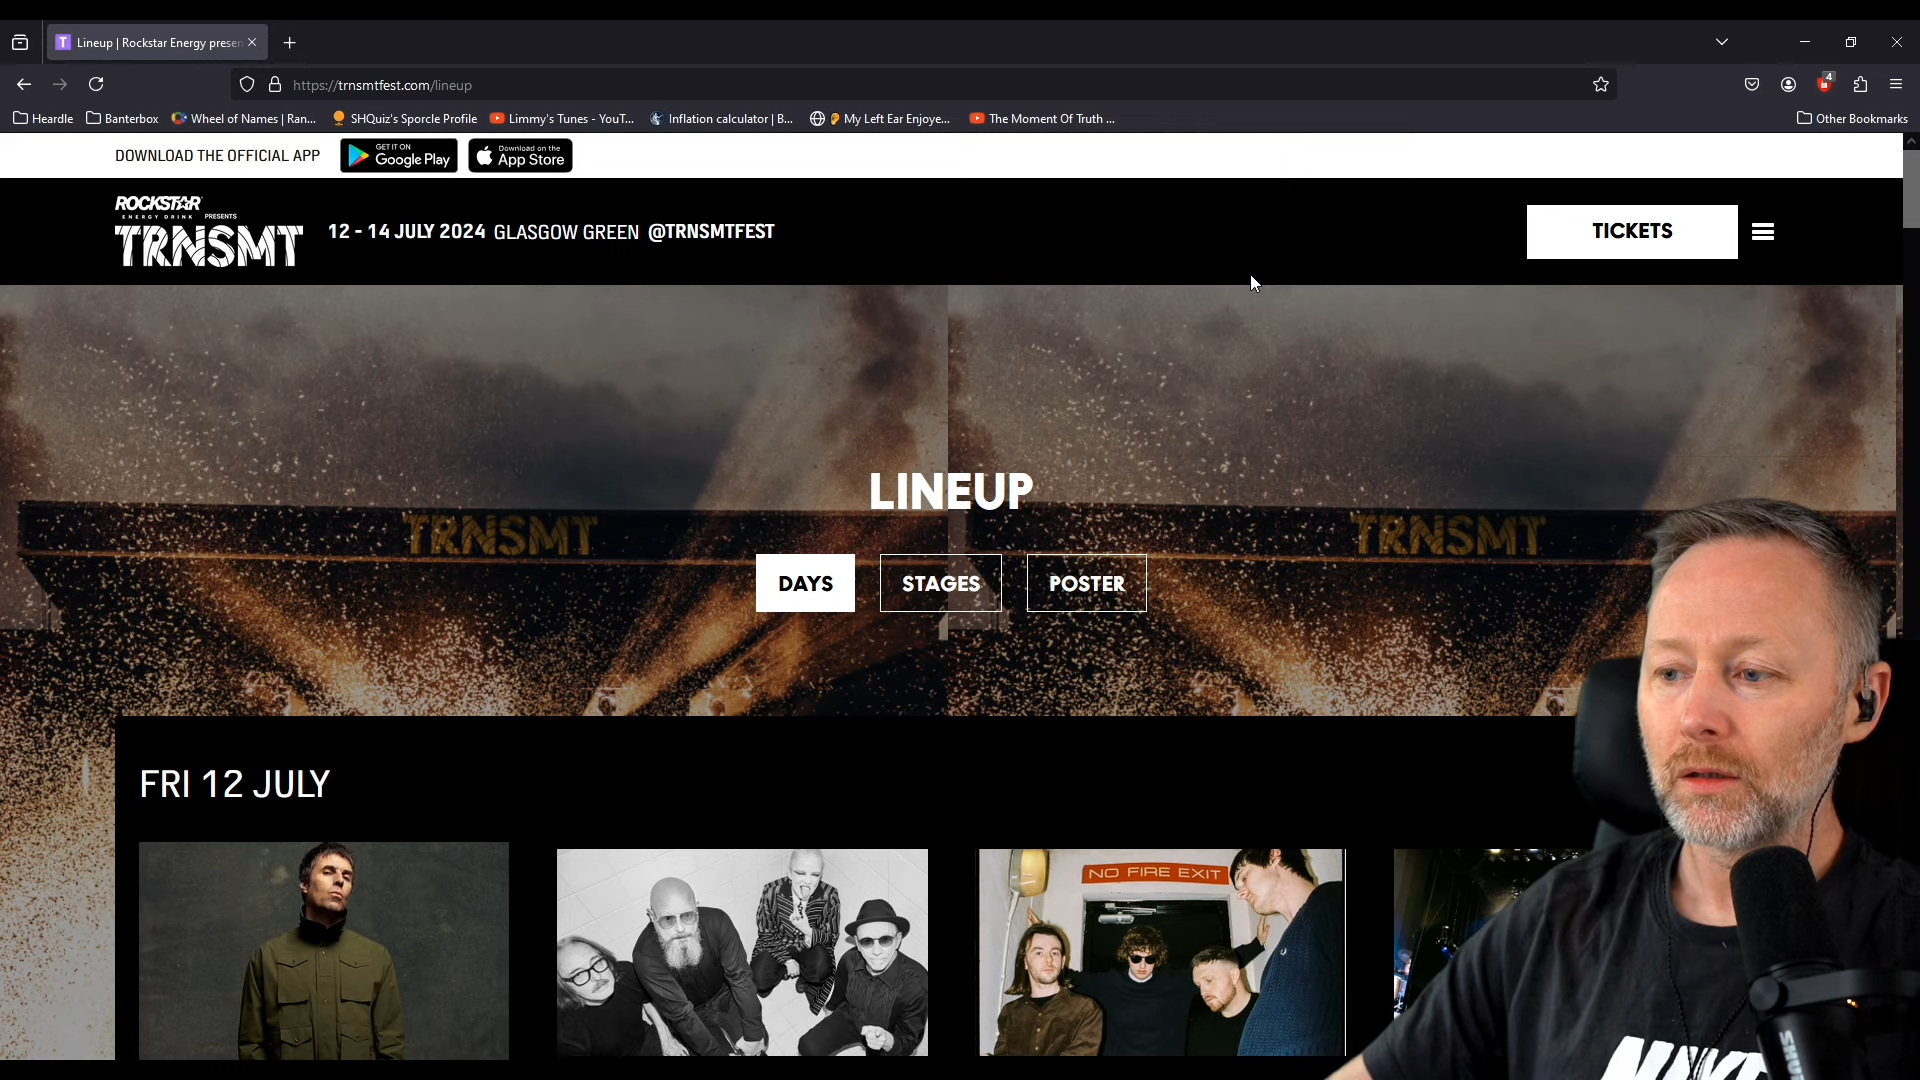 Lineup | Rockstar Energy presen
https://trnsmtfest.com/lineup
4
Heardle
Banterbox
Wheel of Names | Ran...
SHQuiz's Sporcle Profile
Limmy's Tunes - YouT...
Inflation calculator | B...
My Left Ear Enjoye...
The Moment Of Truth ...
Other Bookmarks
DOWNLOAD THE OFFICIAL APP
GET IT ON
Google Play
Download on the
App Store
ROCKSTAR
ENERGY DRINK PRESENTS
TRNSMT
12 - 14 JULY 2024 GLASGOW GREEN @TRNSMTFEST
TICKETS
LINEUP
TRNSMT
TRNSMT
DAYS
STAGES
POSTER
FRI 12 JULY
NO FIRE EXIT